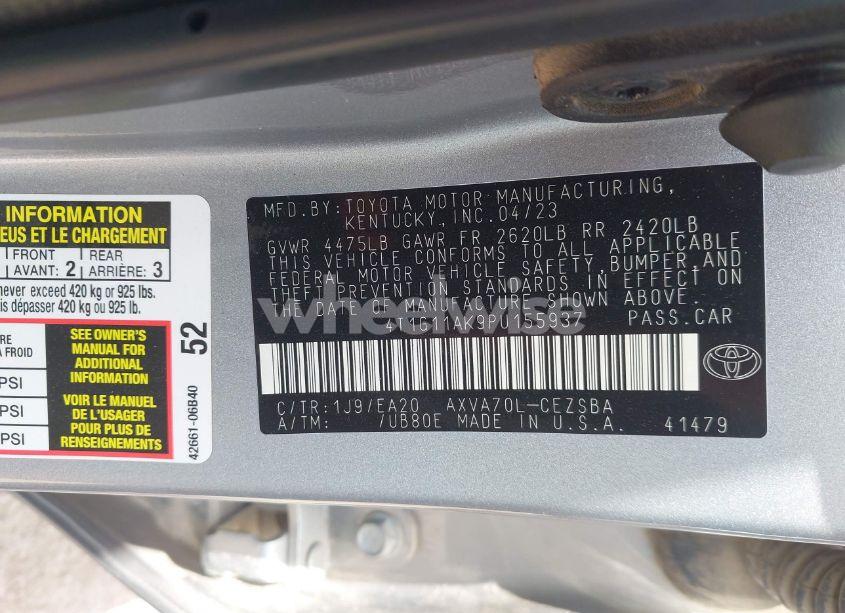 INFORMATION
EUS ET LE CHARGEMENT
FRONT
AVANT: 2
REAR
ARRIÈRE: 3
never exceed 420 kg or 925 lbs.
is dépasser 420 kg ou 925 lb.
RE
A FROID
PSI
PSI
PSI
SEE OWNER'S
MANUAL FOR
ADDITIONAL
INFORMATION
VOIR LE MANUEL
DE L'USAGER
POUR PLUS DE
RENSEIGNEMENTS
52
42661-06B40
MFD.BY: TOYOTA MOTOR MANUFACTURING,
KENTUCKY, INC. 04/23
GVWR 4475LB GAWR FR 2620LB RR 2420LB
THIS VEHICLE CONFORMS TO ALL APPLICABLE
FEDERAL MOTOR VEHICLE SAFETY, BUMPER, AND
THEFT PREVENTION STANDARDS IN EFFECT ON
THE DATE OF MANUFACTURE SHOWN ABOVE.
PASS.CAR
wheelwise
C/TR: 1J9/EA20 AXVA70L-CEZSBA
A/TM: /UB80E MADE IN U.S.A. 41479